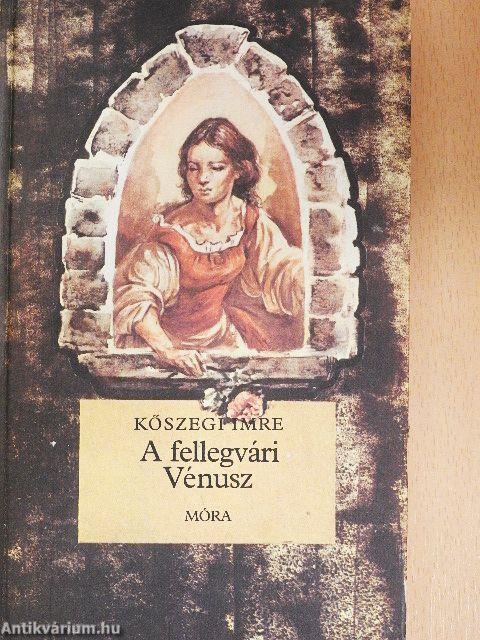 KŐSZEGI IMRE
A fellegvári
Vénusz
MÓRA
Antikvárium.hu